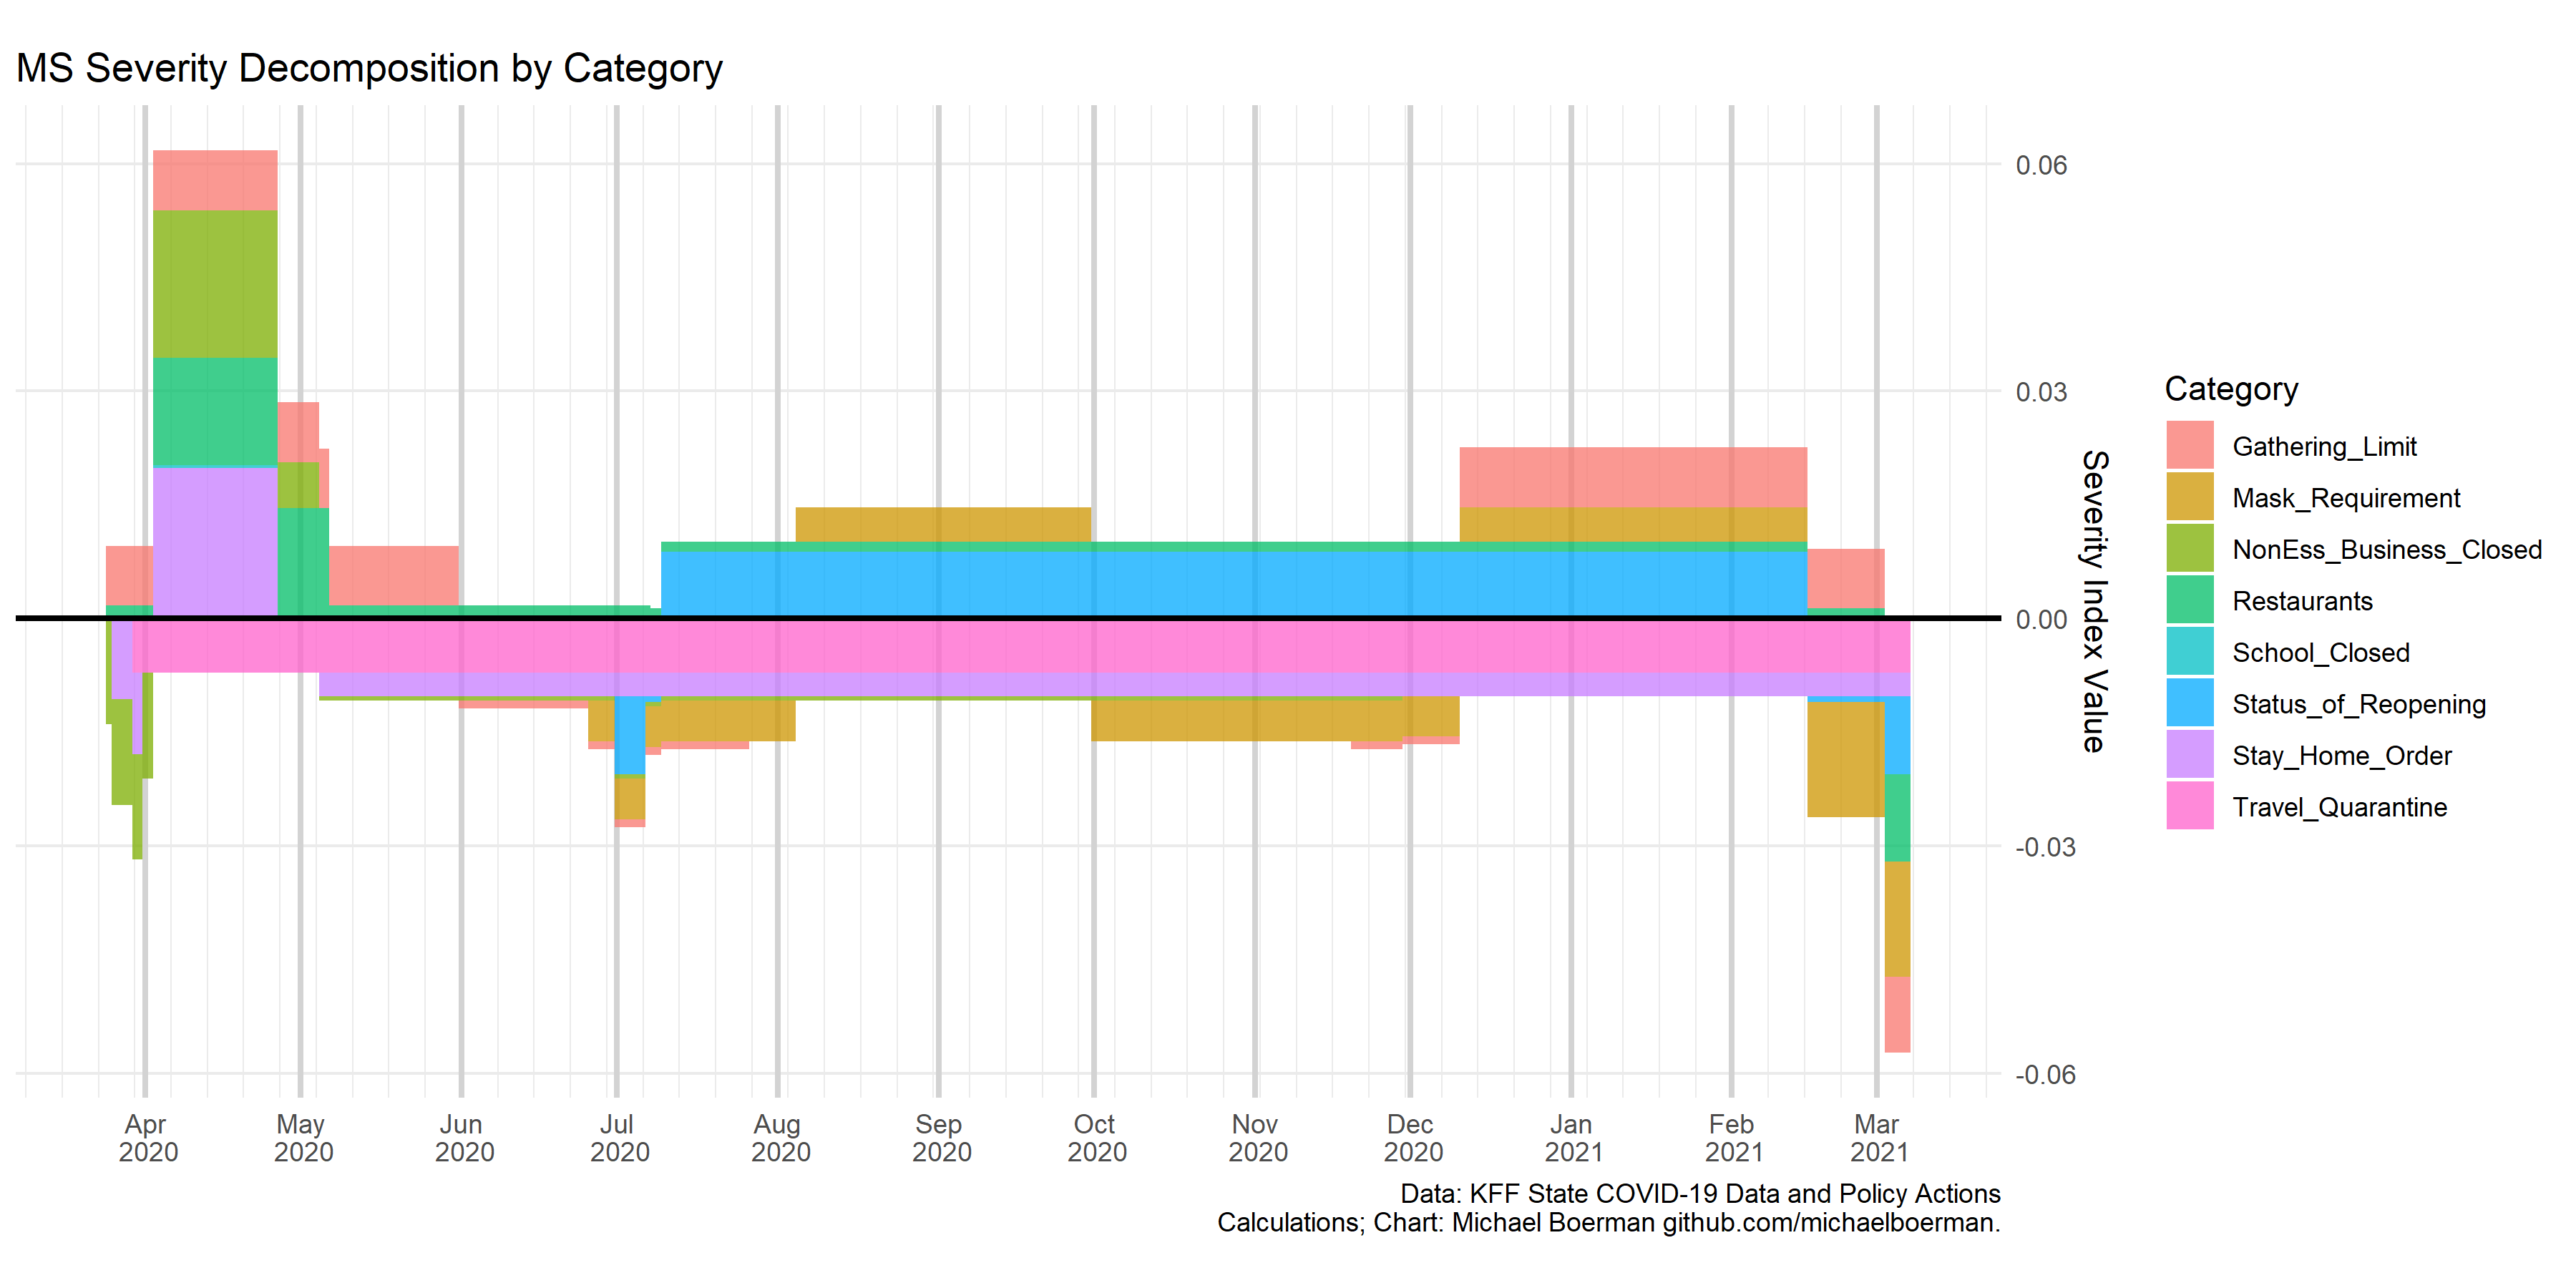 MS Severity Decomposition by Category
0.06
0.03
0.00
-0.03
-0.06
Severity Index Value
Apr
2020
May
2020
Jun
2020
Jul
2020
Aug
2020
Sep
2020
Oct
2020
Nov
2020
Dec
2020
Jan
2021
Feb
2021
Mar
2021
Category
Gathering_Limit
Mask_Requirement
NonEss_Business_Closed
Restaurants
School_Closed
Status_of_Reopening
Stay_Home_Order
Travel_Quarantine
Data: KFF State COVID-19 Data and Policy Actions
Calculations; Chart: Michael Boerman github.com/michaelboerman.